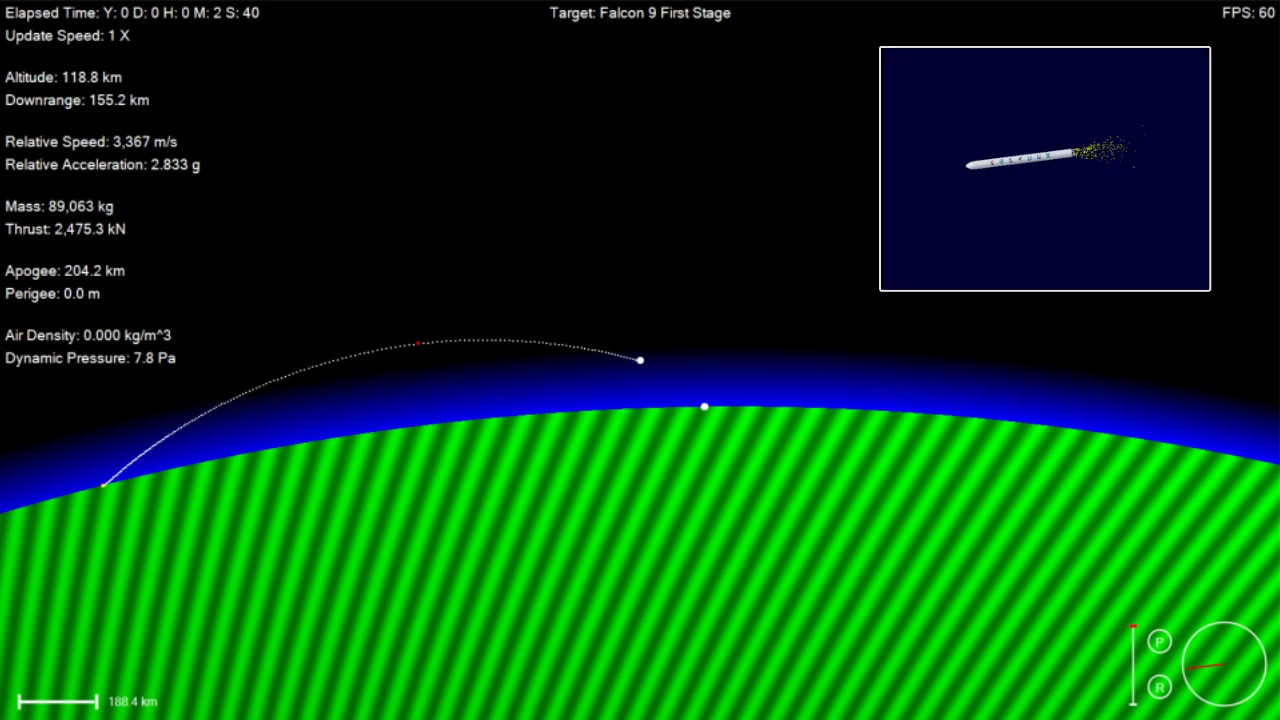 Elapsed Time: Y: 0 D: 0 H: 0 M: 2 S: 40
Target: Falcon 9 First Stage
FPS: 60
Update Speed: 1 X
Altitude: 118.8 km
Downrange: 155.2 km
Relative Speed: 3,367 m/s
Relative Acceleration: 2.833 g
Mass: 89,063 kg
Thrust: 2,475.3 kN
Apogee: 204.2 km
Perigee: 0.0 m
Air Density: 0.000 kg/m^3
Dynamic Pressure: 7.8 Pa
P
R
188.4 km